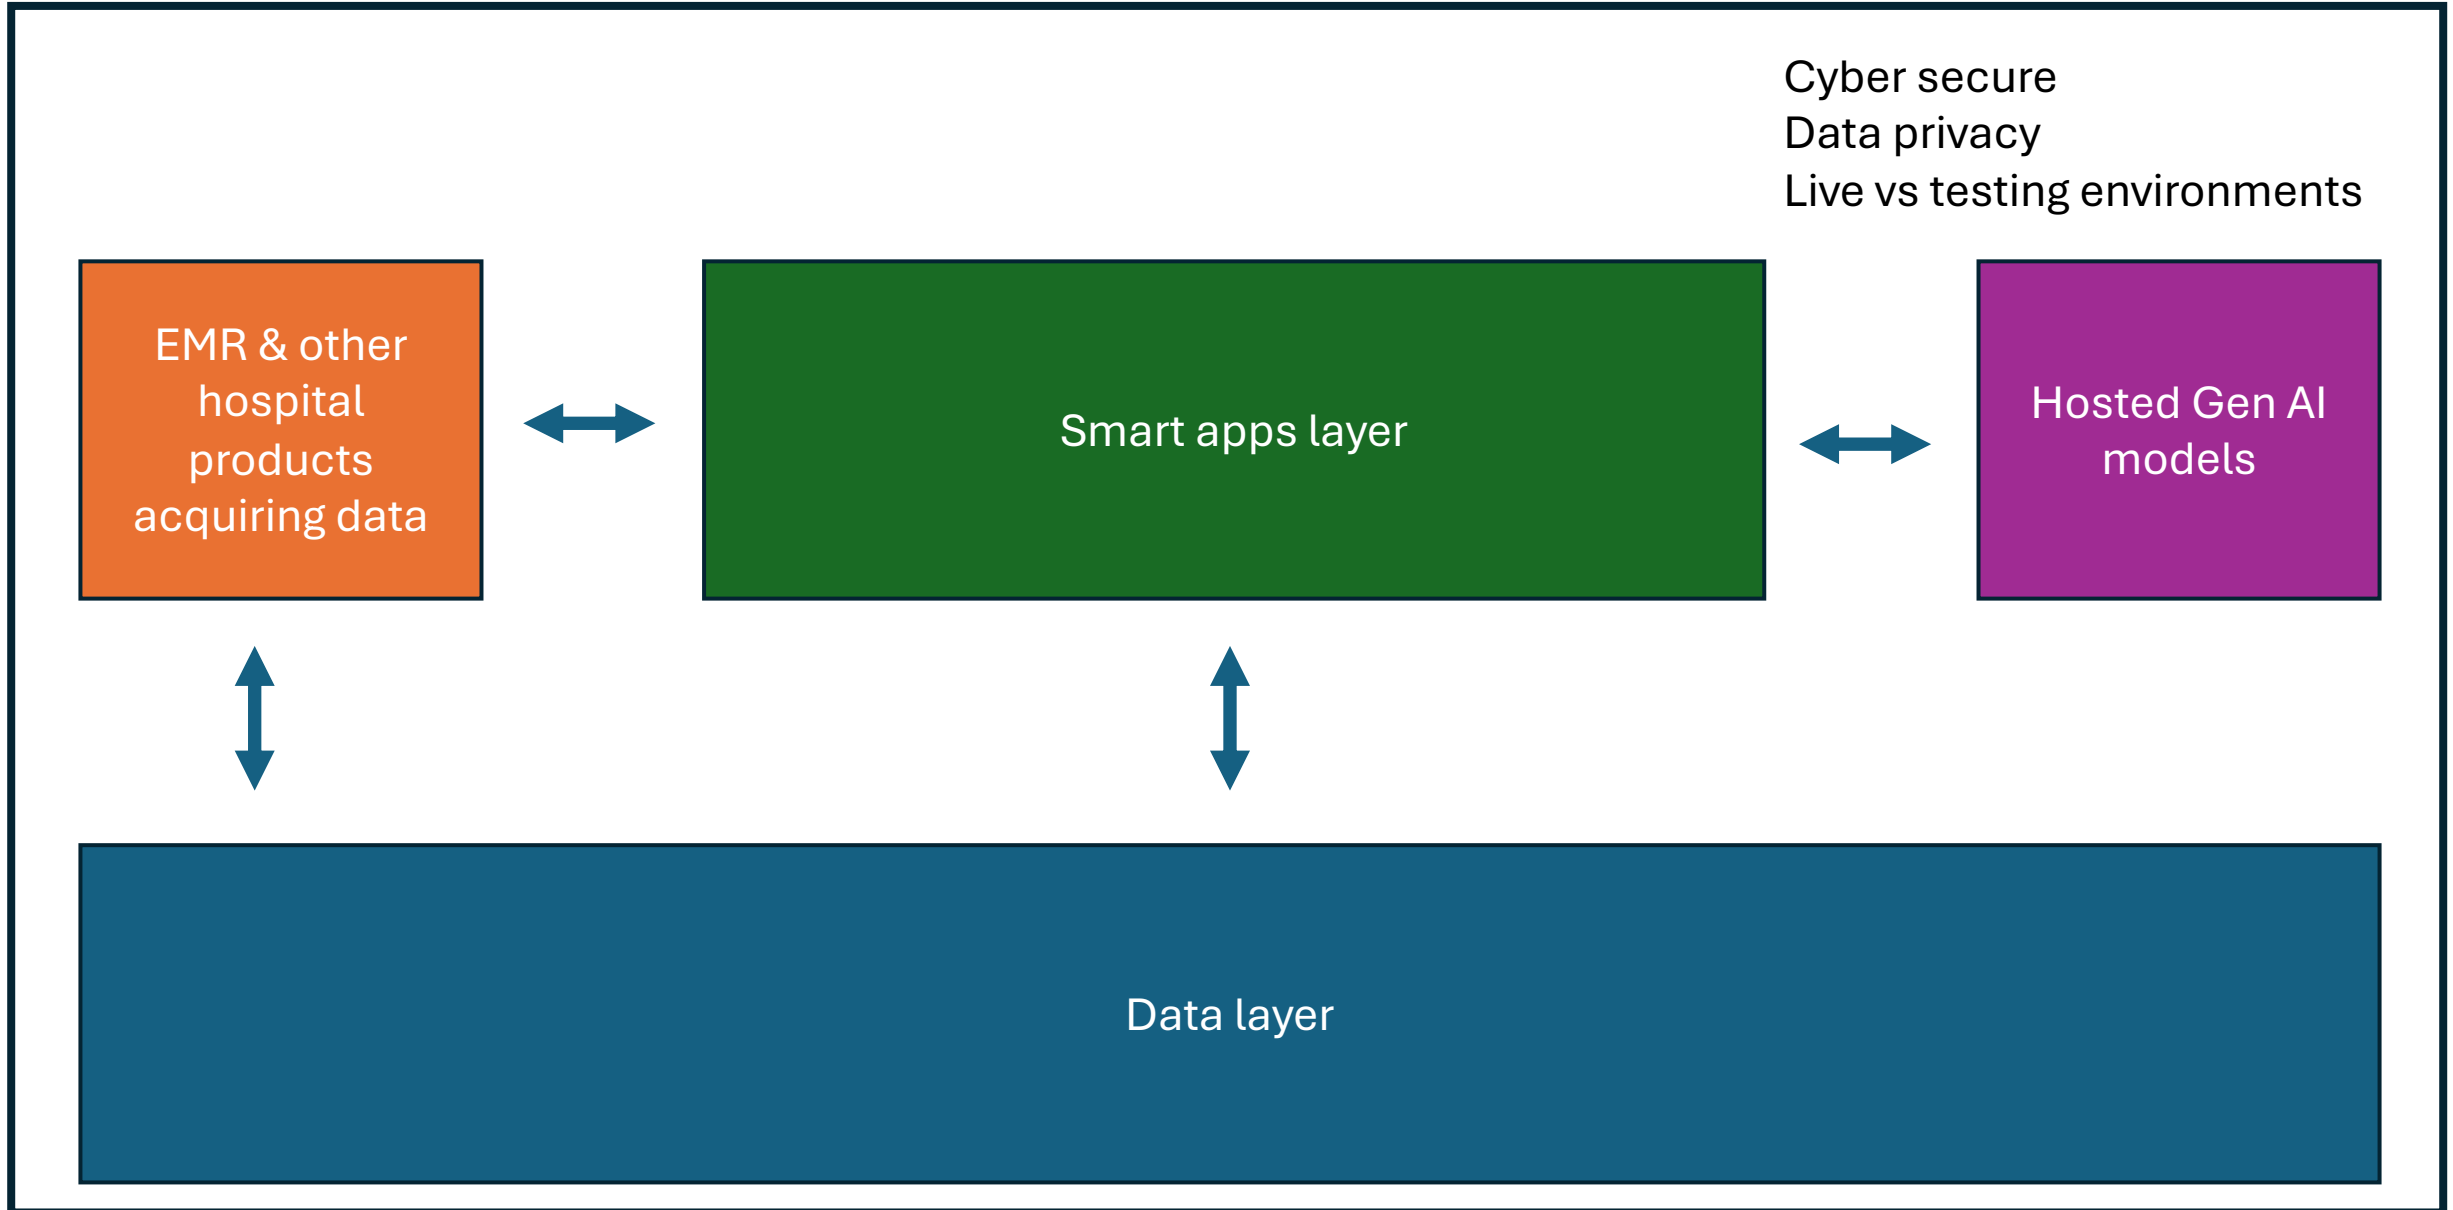 Cyber secure
Data privacy
Live vs testing environments
EMR & other
hospital
products
acquiring data
Smart apps layer
Hosted Gen AI
models
Data layer